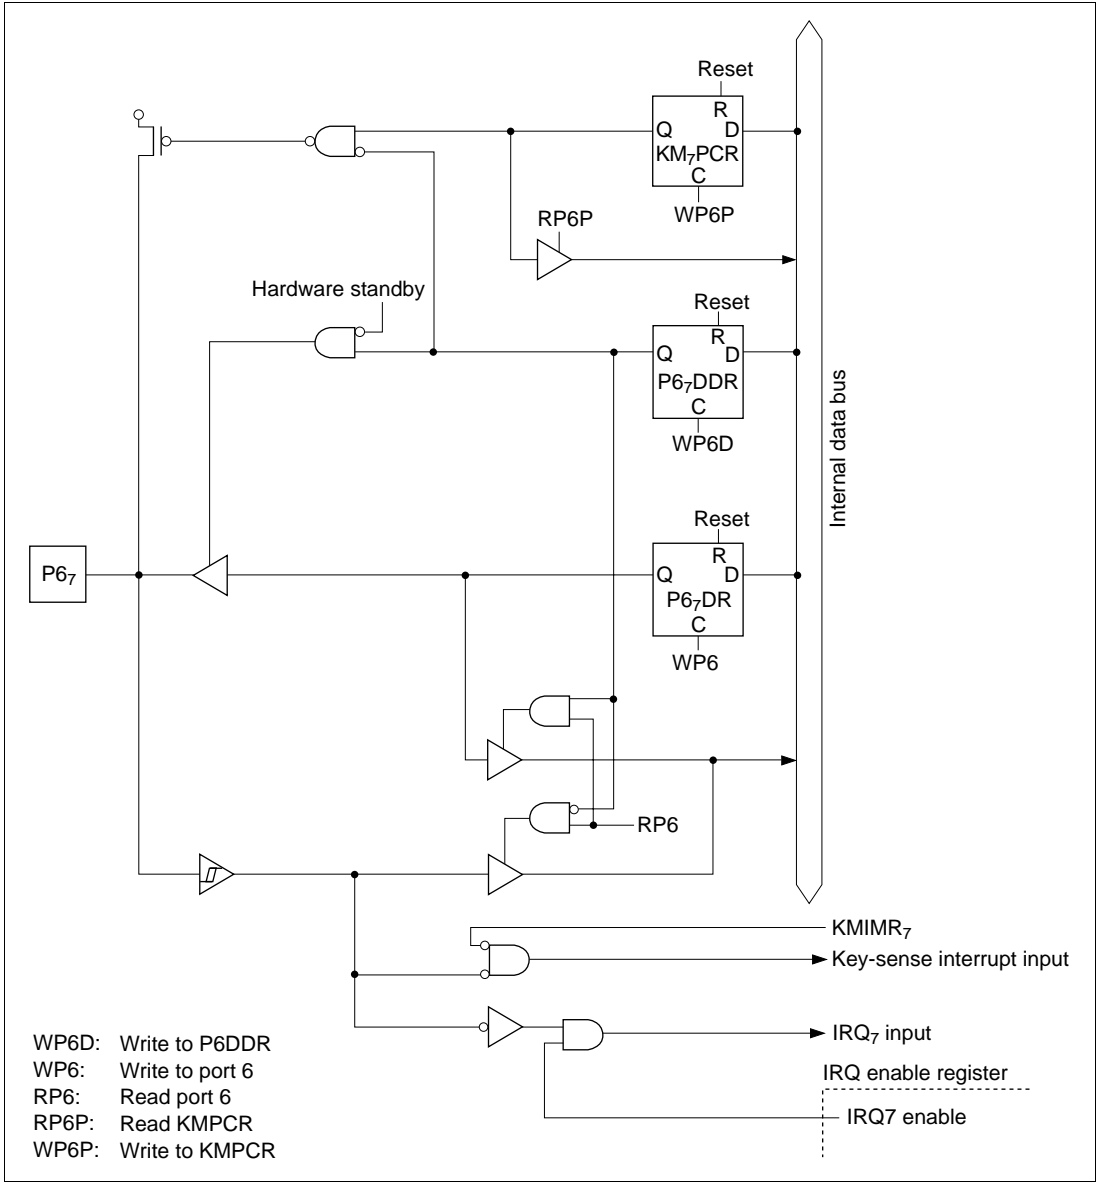 Reset
R
Q D
KM₇PCR
C
WP6P
RP6P
Hardware standby
Reset
R
Q D
P6₇DDR
C
WP6D
Internal data bus
Reset
R
P6₇
Q D
P6₇DR
C
WP6
RP6
KMIMR₇
Key-sense interrupt input
IRQ₇ input
IRQ enable register
IRQ7 enable
WP6D: Write to P6DDR
WP6: Write to port 6
RP6: Read port 6
RP6P: Read KMPCR
WP6P: Write to KMPCR